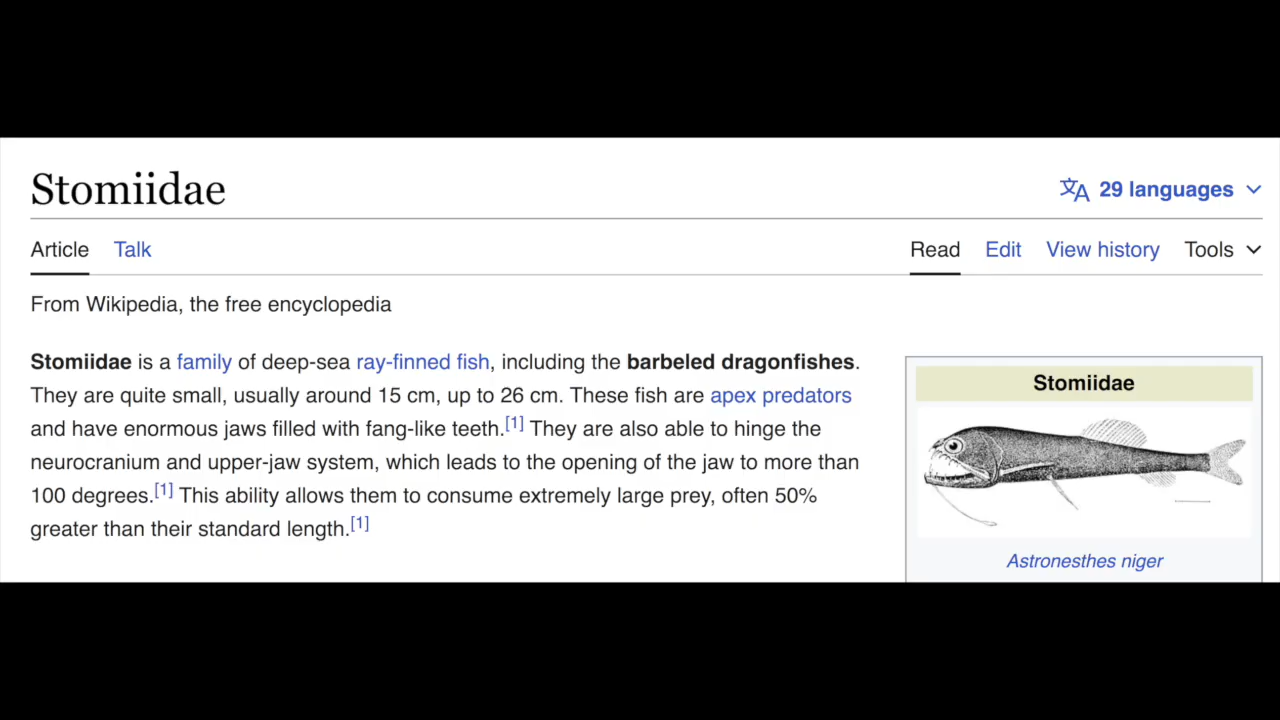 Stomiidae
29 languages
Article Talk
Read Edit View history Tools
From Wikipedia, the free encyclopedia
Stomiidae is a family of deep-sea ray-finned fish, including the barbeled dragonfishes.
They are quite small, usually around 15 cm, up to 26 cm. These fish are apex predators
and have enormous jaws filled with fang-like teeth.[1] They are also able to hinge the
neurocranium and upper-jaw system, which leads to the opening of the jaw to more than
100 degrees.[1] This ability allows them to consume extremely large prey, often 50%
greater than their standard length.[1]
Stomiidae
Astronesthes niger